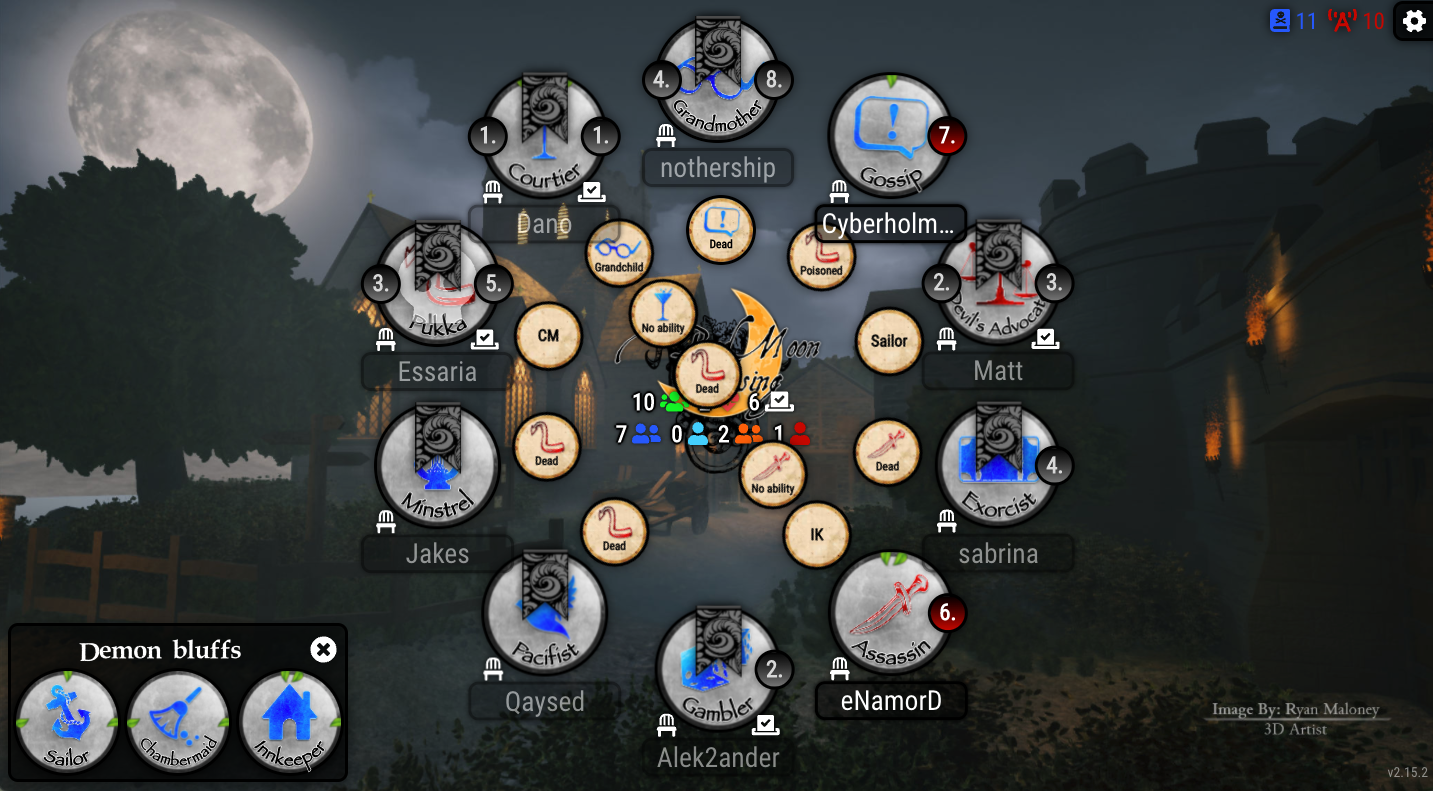 11 10
4. 8.
Grandmother
nothership
1. 1.
Courtier
Dano
7.
Gossip
Cyberholm...
Dead
Grandchild
Poisoned
3. 5.
Pukka
Essaria
2. 3.
Devil's Advocate
Matt
No ability
CM
Sailor
Moon
Dead
10 6
7 0 2 1
Minstrel
Jakes
Dead
Dead
No ability
4.
Exorcist
sabrina
Dead
IK
Pacifist
Qaysed
2.
Gambler
Alek2ander
6.
Assassin
eNamorD
Demon bluffs
Sailor
Chambermaid
Innkeeper
Image By: Ryan Maloney
3D Artist
v2.15.2